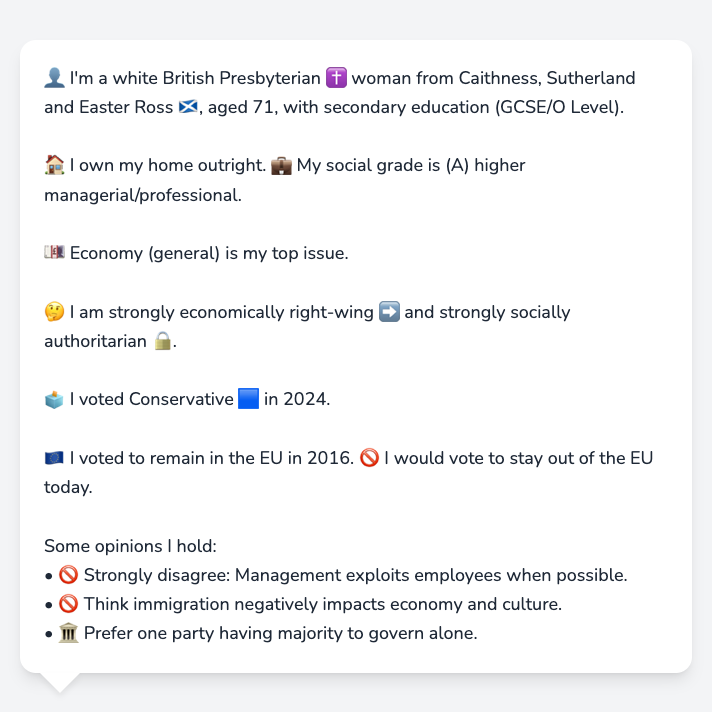 👤 I'm a white British Presbyterian ✝️ woman from Caithness, Sutherland
and Easter Ross 🏴󠁧󠁢󠁳󠁣󠁴󠁿, aged 71, with secondary education (GCSE/O Level).
🏠 I own my home outright. 💼 My social grade is (A) higher
managerial/professional.
💷 Economy (general) is my top issue.
🤔 I am strongly economically right-wing ➡️ and strongly socially
authoritarian 🔒.
🗳️ I voted Conservative 🟦 in 2024.
🇪🇺 I voted to remain in the EU in 2016. 🚫 I would vote to stay out of the EU
today.
Some opinions I hold:
• 🚫 Strongly disagree: Management exploits employees when possible.
• 🚫 Think immigration negatively impacts economy and culture.
• 🏛️ Prefer one party having majority to govern alone.